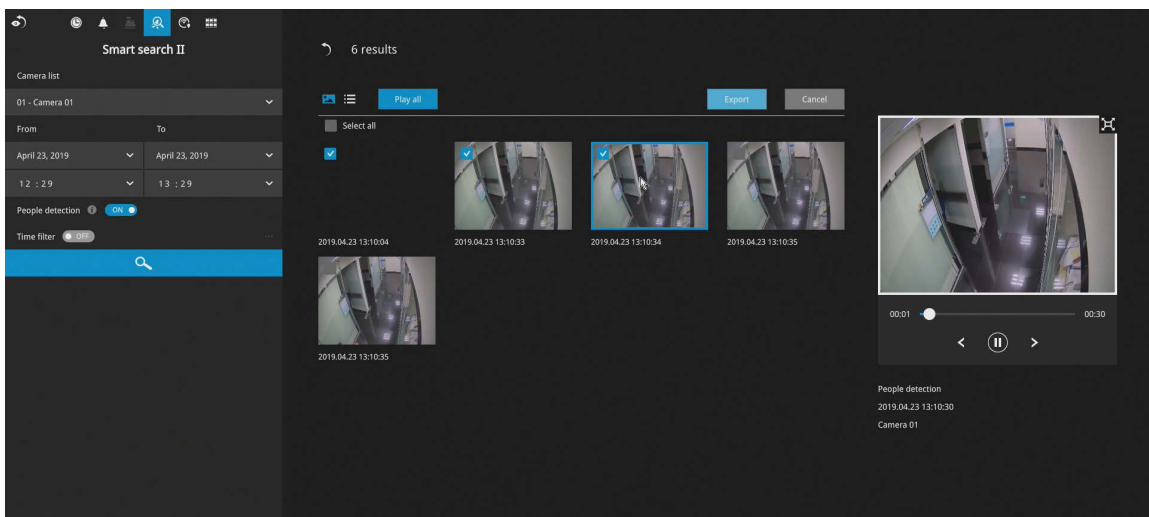 Smart search II
Camera list
01 - Camera 01
From To
April 23, 2019 April 23, 2019
12 : 29 13 : 29
People detection ON
Time filter OFF
6 results
Play all Export Cancel
Select all
2019.04.23 13:10:04 2019.04.23 13:10:33 2019.04.23 13:10:34 2019.04.23 13:10:35
2019.04.23 13:10:35
00:01 00:30
People detection
2019.04.23 13:10:30
Camera 01